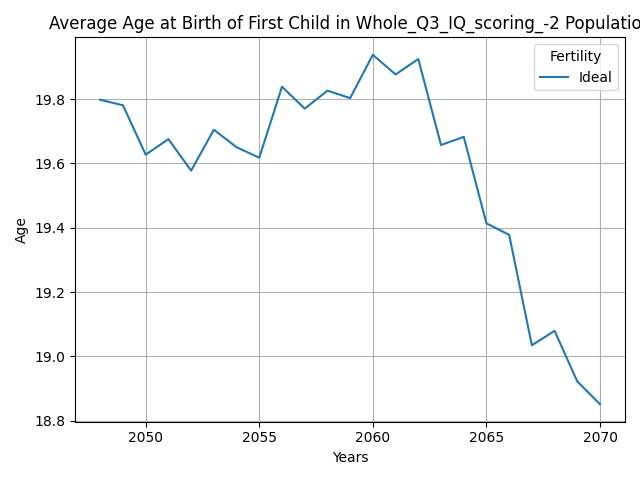 Average Age at Birth of First Child in Whole_Q3_IQ_scoring_-2 Populatio
Fertility
Ideal
19.8
19.6
19.4
19.2
19.0
18.8
Age
2050 2055 2060 2065 2070
Years